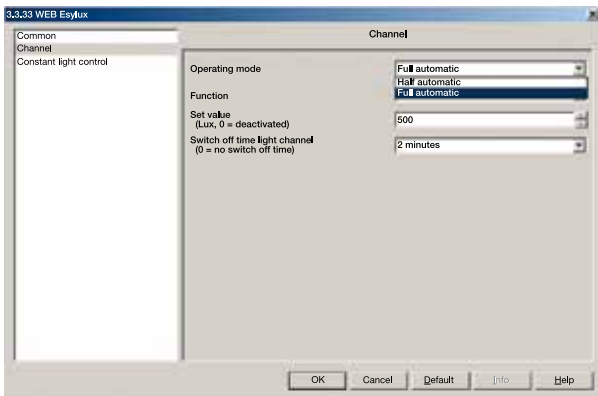 3.3.33 WEB Esylux
Common
Channel
Constant light control
Channel
Operating mode
Full automatic
Half automatic
Full automatic
Function
Set value
(Lux, 0 = deactivated)
500
Switch off time light channel
(0 = no switch off time)
2 minutes
OK
Cancel
Default
Info
Help